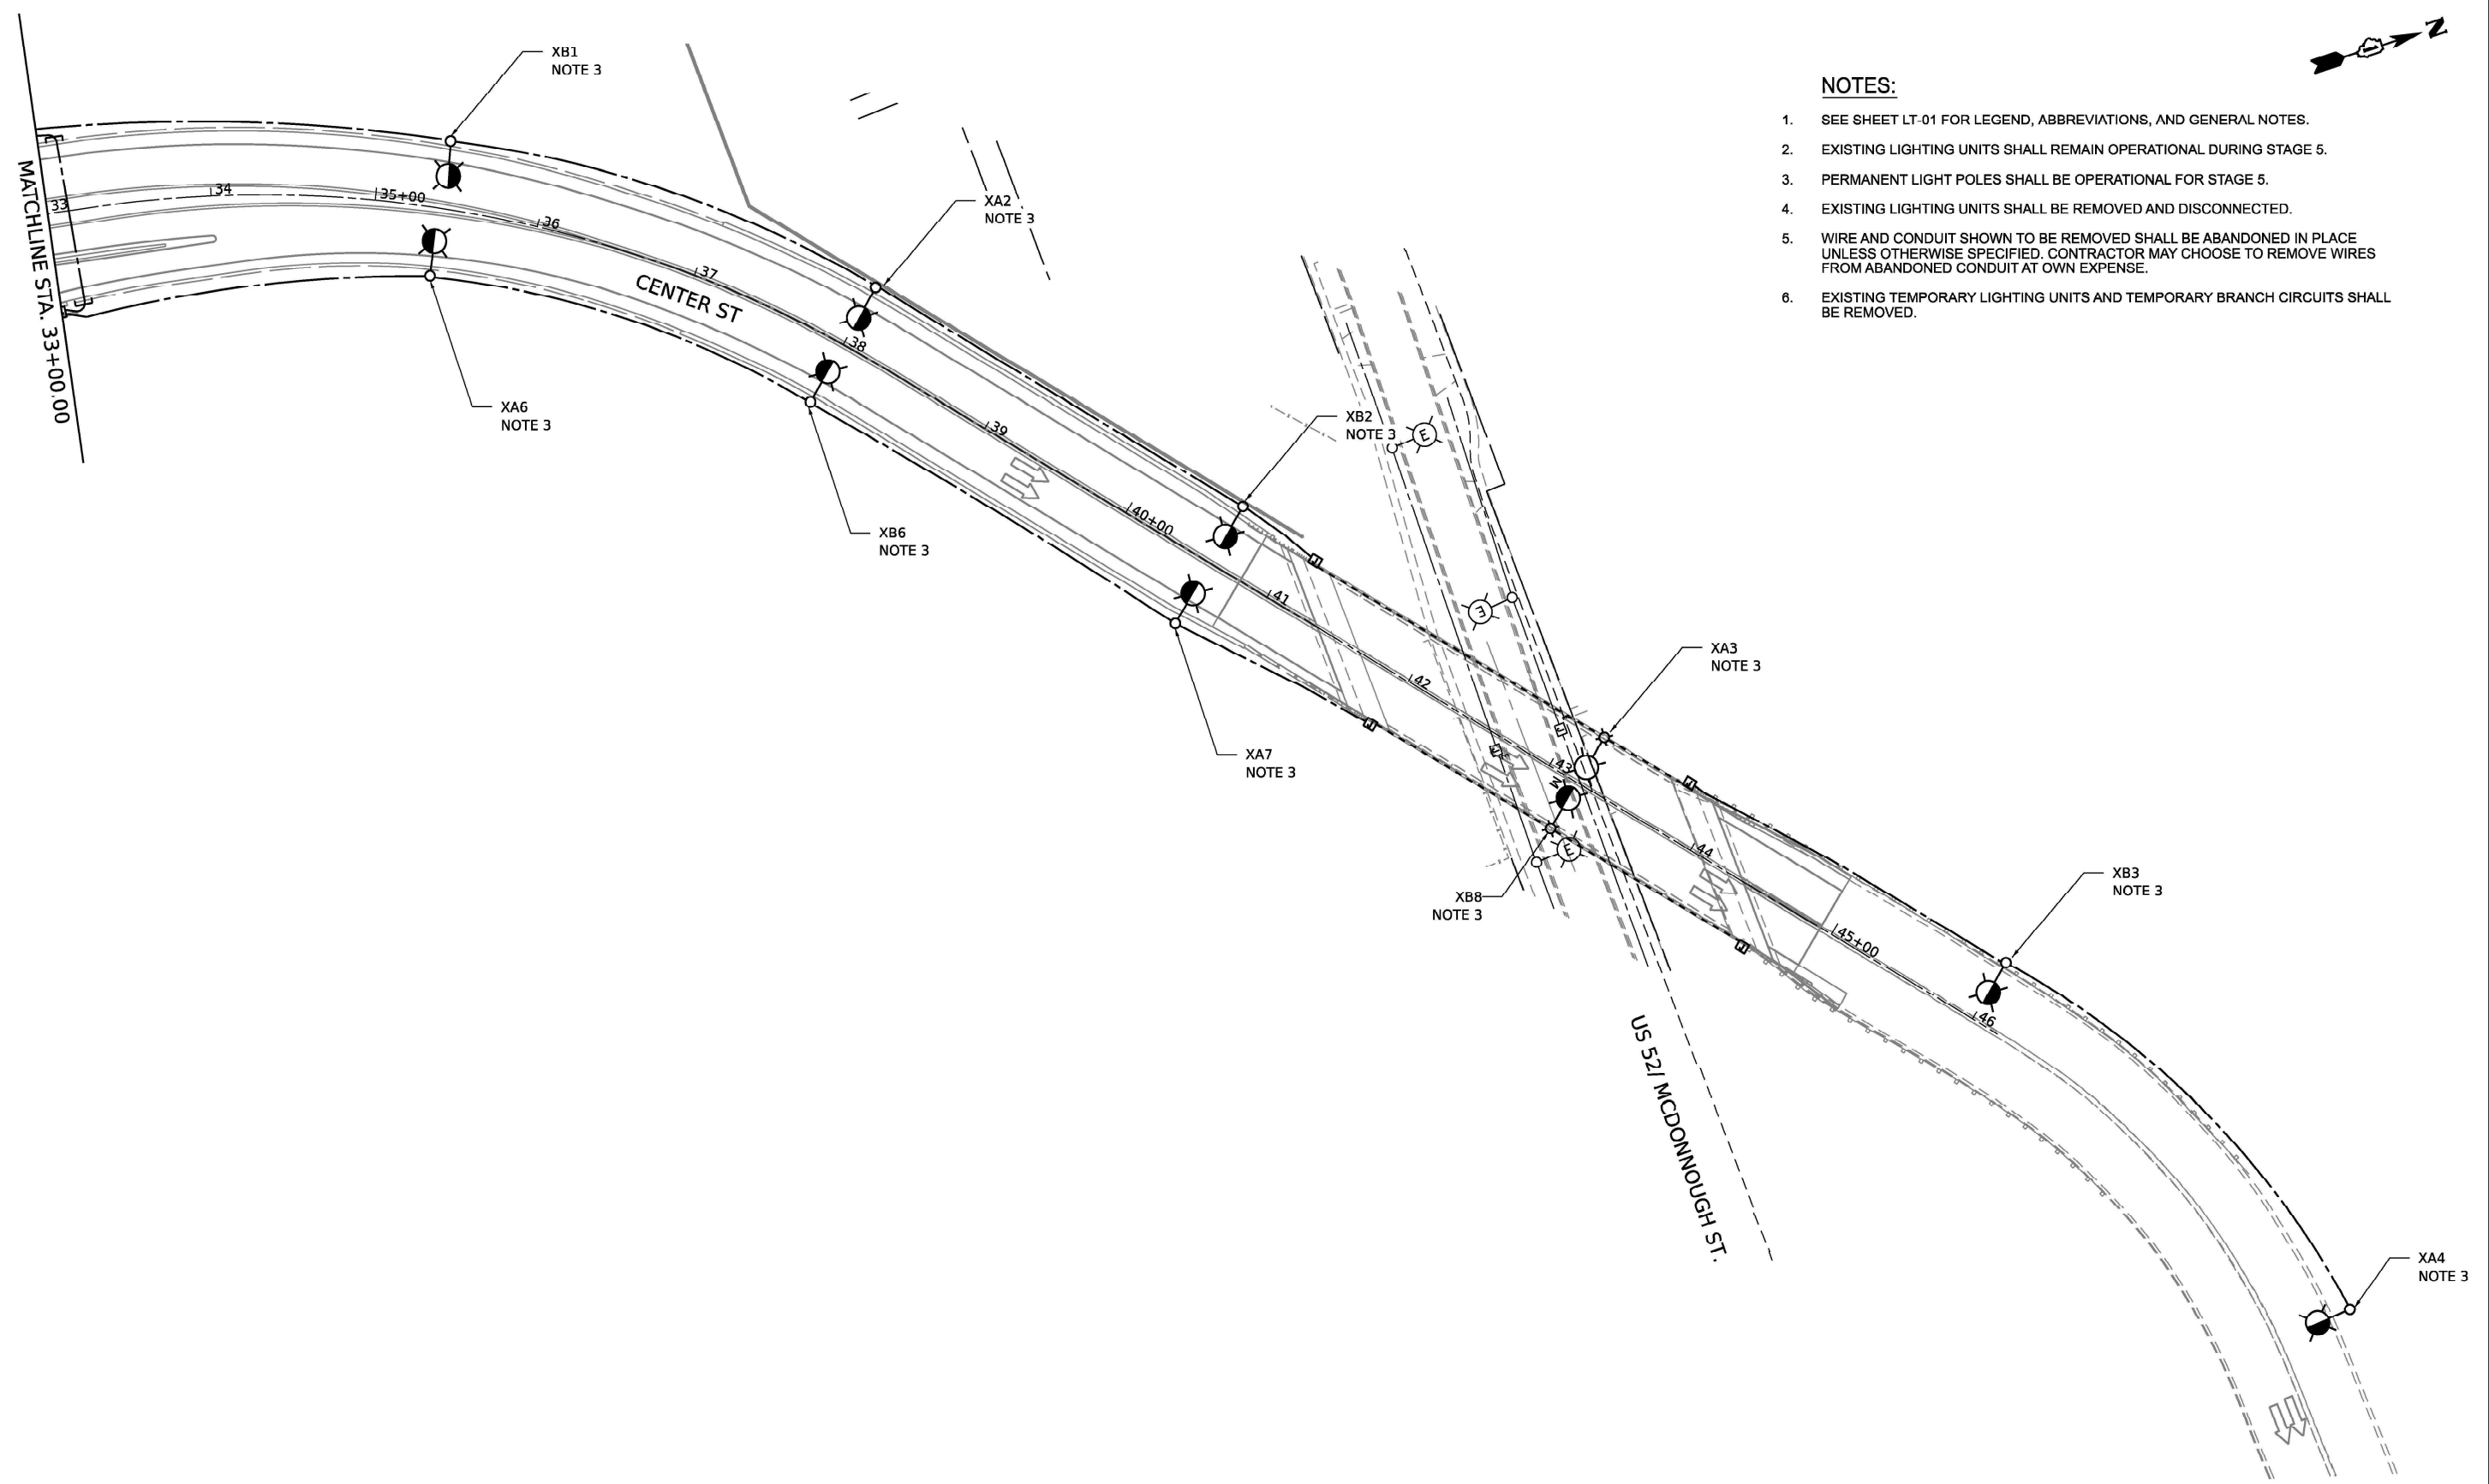 N
NOTES:
1. SEE SHEET LT-01 FOR LEGEND, ABBREVIATIONS, AND GENERAL NOTES.
2. EXISTING LIGHTING UNITS SHALL REMAIN OPERATIONAL DURING STAGE 5.
3. PERMANENT LIGHT POLES SHALL BE OPERATIONAL FOR STAGE 5.
4. EXISTING LIGHTING UNITS SHALL BE REMOVED AND DISCONNECTED.
5. WIRE AND CONDUIT SHOWN TO BE REMOVED SHALL BE ABANDONED IN PLACE
UNLESS OTHERWISE SPECIFIED. CONTRACTOR MAY CHOOSE TO REMOVE WIRES
FROM ABANDONED CONDUIT AT OWN EXPENSE.
6. EXISTING TEMPORARY LIGHTING UNITS AND TEMPORARY BRANCH CIRCUITS SHALL
BE REMOVED.
MATCHLINE STA. 33+00.00
XB1
NOTE 3
XA2
NOTE 3
XA6
NOTE 3
XB6
NOTE 3
XB2
NOTE 3
XA7
NOTE 3
XA3
NOTE 3
XB8
NOTE 3
XB3
NOTE 3
XA4
NOTE 3
33
34
35+00
36
37
38
39
40+00
41
42
43
44
45+00
46
CENTER ST
US 52/ MCDONNOUGH ST.
E
E
E
J
J
J
J
J
J
M